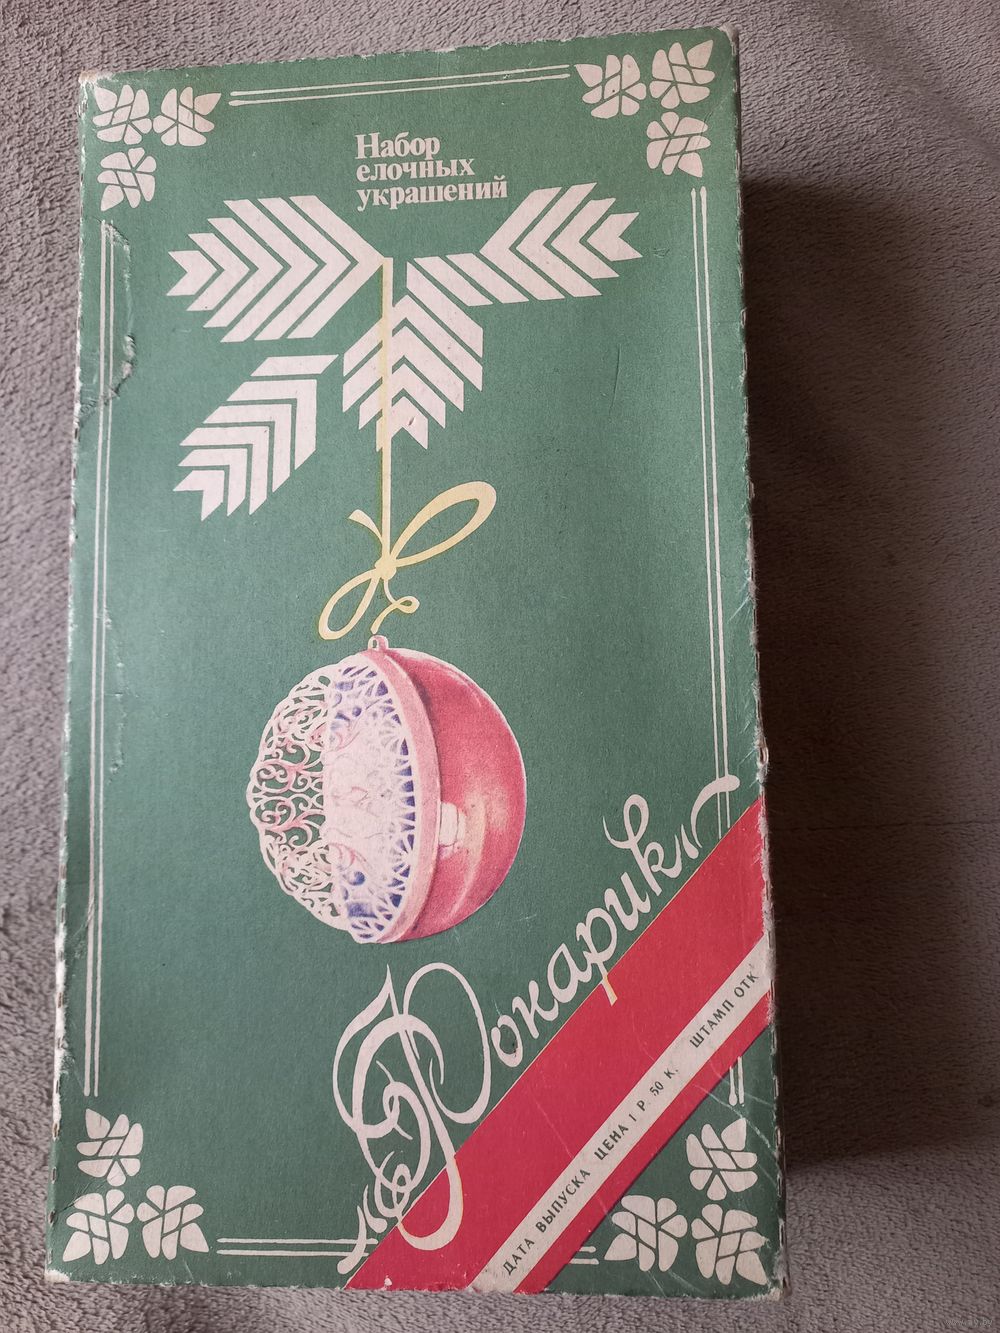 Набор
елочных
украшений
Фонарик
ДАТА ВЫПУСКА ЦЕНА 1 Р. 50 К. ШТАМП ОТК